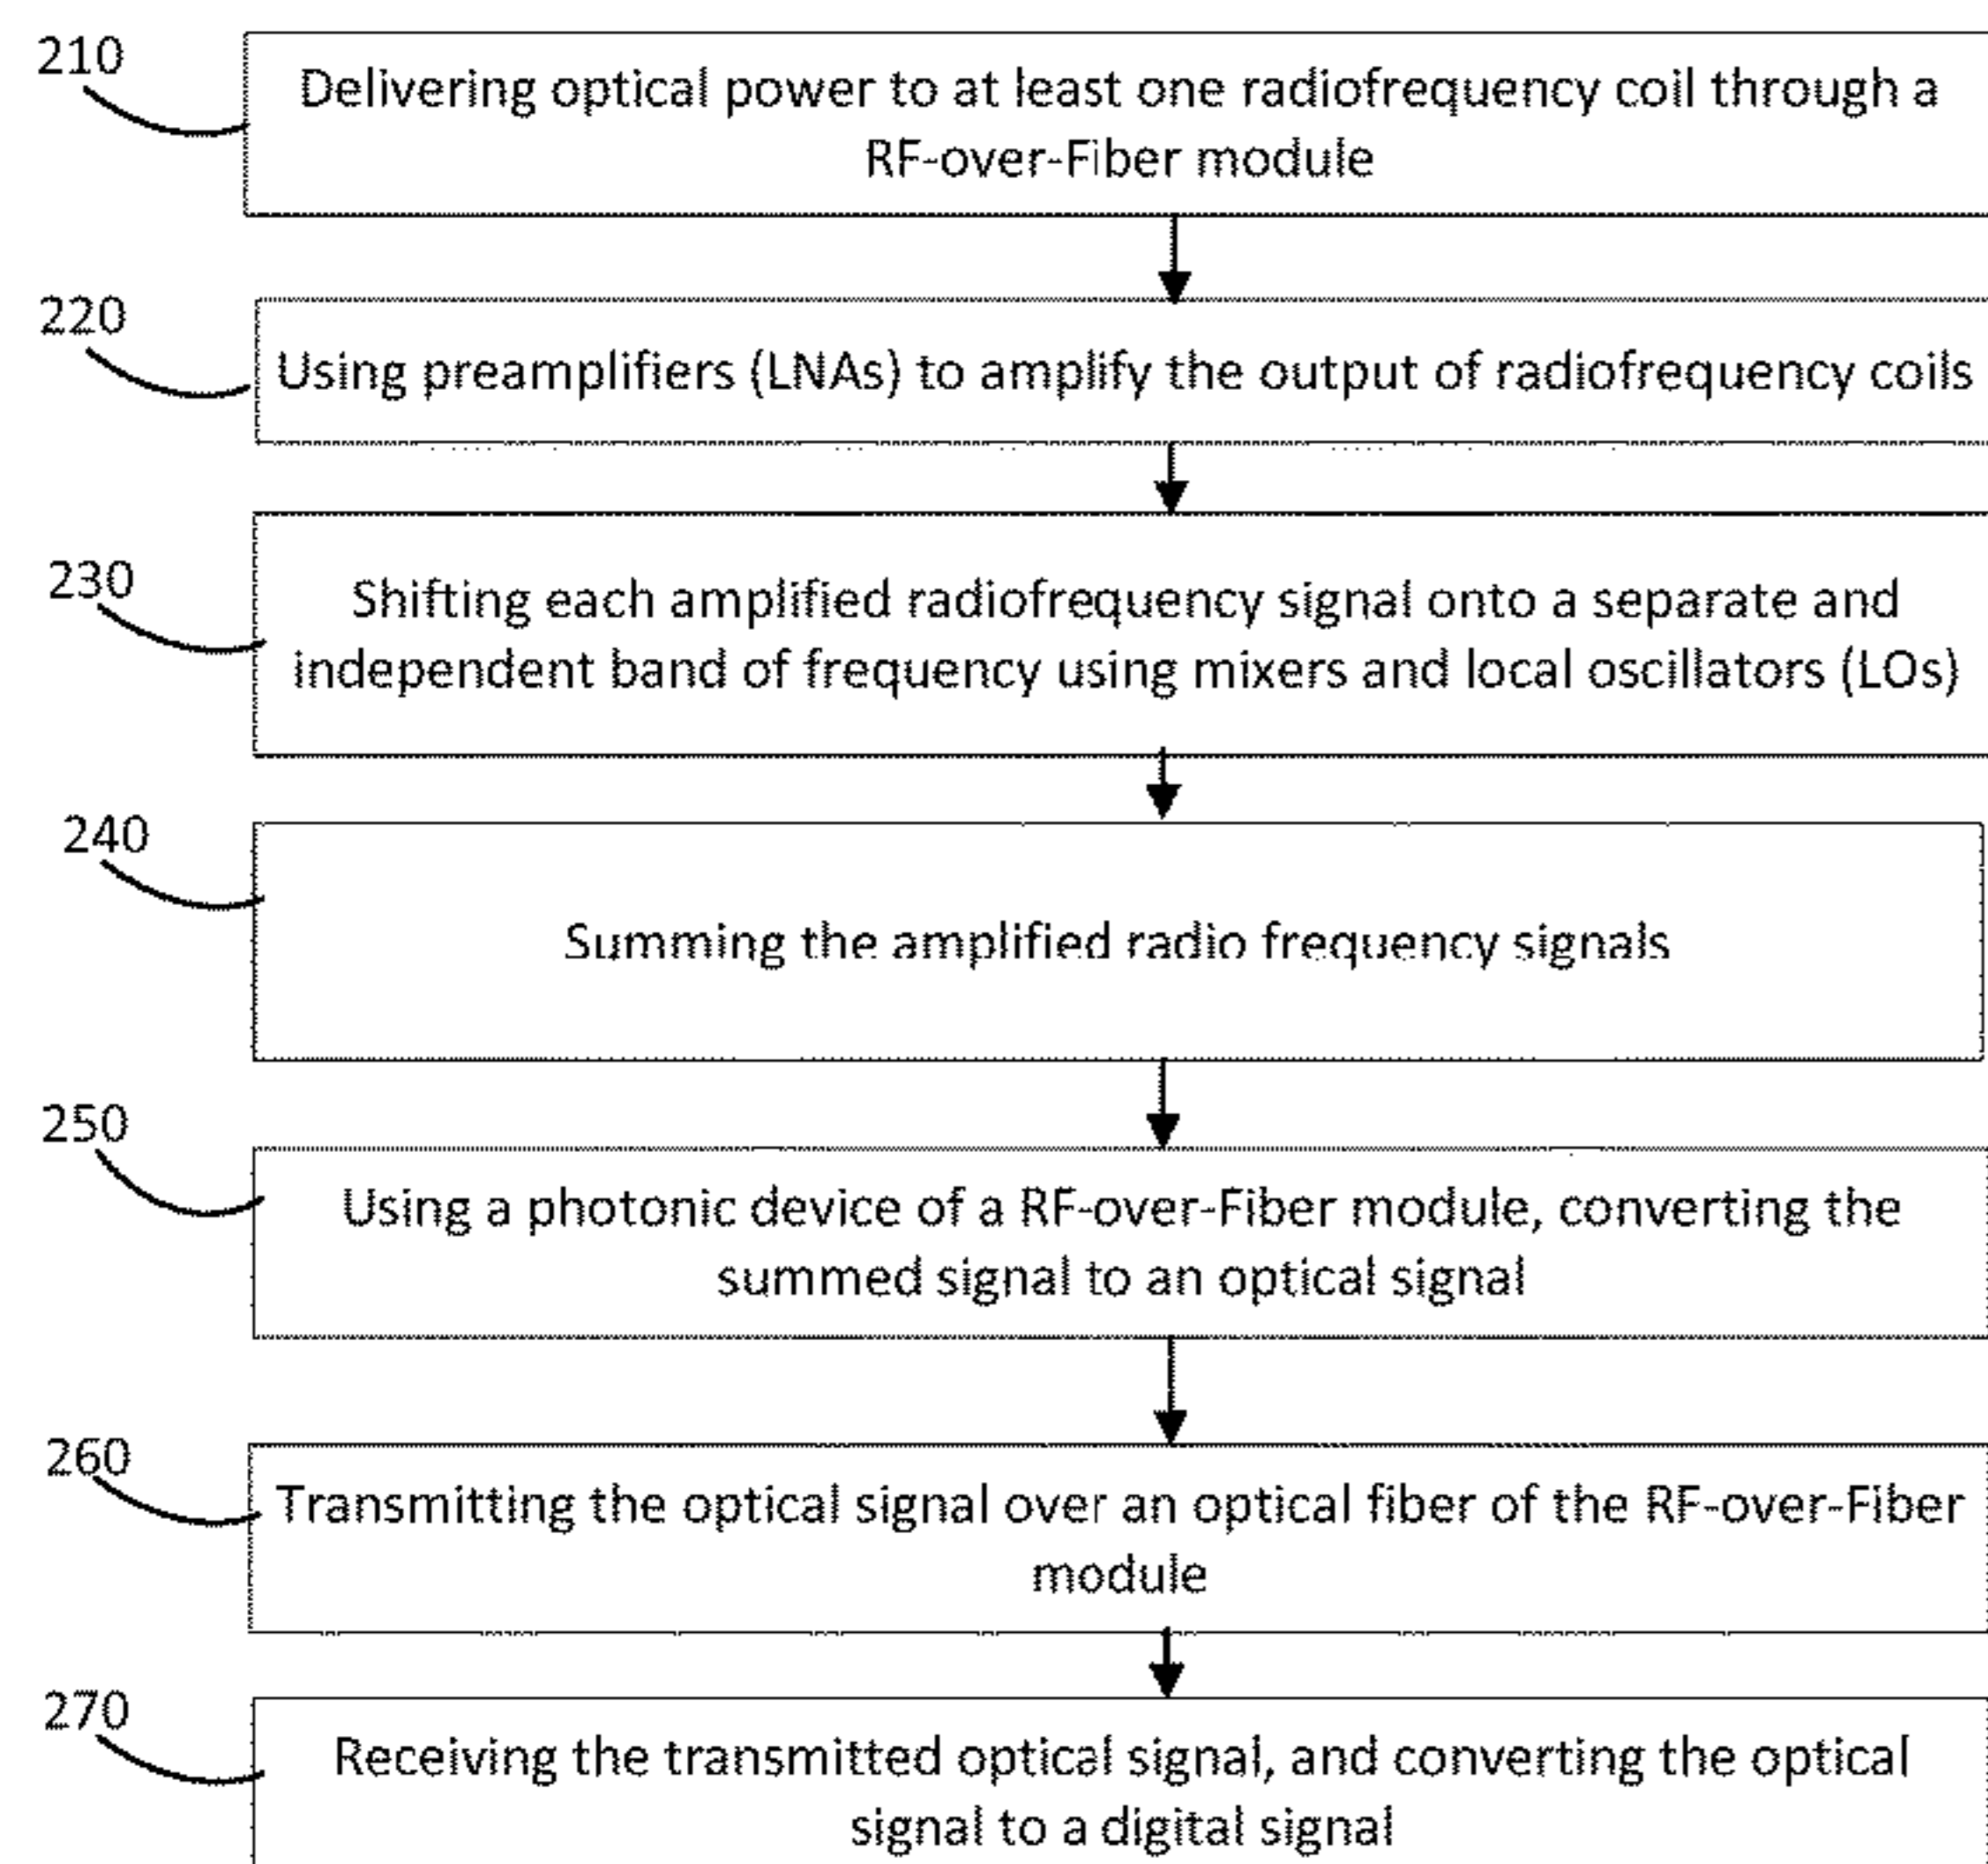 210
Delivering optical power to at least one radiofrequency coil through a
RF-over-Fiber module
220
Using preamplifiers (LNAs) to amplify the output of radiofrequency coils
230
Shifting each amplified radiofrequency signal onto a separate and
independent band of frequency using mixers and local oscillators (LOs)
240
Summing the amplified radio frequency signals
250
Using a photonic device of a RF-over-Fiber module, converting the
summed signal to an optical signal
260
Transmitting the optical signal over an optical fiber of the RF-over-Fiber
module
270
Receiving the transmitted optical signal, and converting the optical
signal to a digital signal